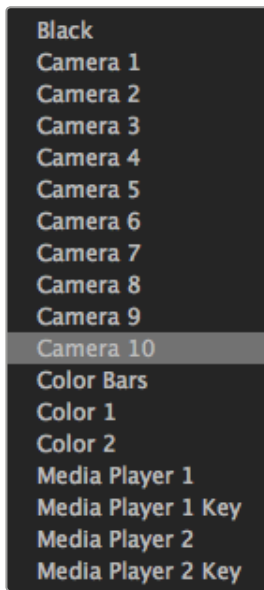 Black
Camera 1
Camera 2
Camera 3
Camera 4
Camera 5
Camera 6
Camera 7
Camera 8
Camera 9
Camera 10
Color Bars
Color 1
Color 2
Media Player 1
Media Player 1 Key
Media Player 2
Media Player 2 Key